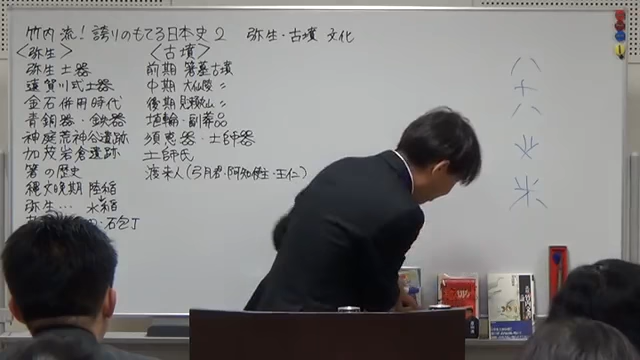 竹内流!誇りのもてる日本史2 弥生・古墳 文化
<弥生>
弥生土器
遠賀川式土器
金石併用時代
青銅器・鉄器
神庭荒神谷遺跡
加茂岩倉遺跡
箸の歴史
縄文晩期 陸稲
弥生… 水稲
石包丁
<古墳>
前期 箸墓古墳
中期 大仙陵〃
後期 見瀬丸山〃
埴輪・副葬品
須恵器・土師器
土師氏
渡来人(弓月君・阿知使主・王仁)
八
十
八
米